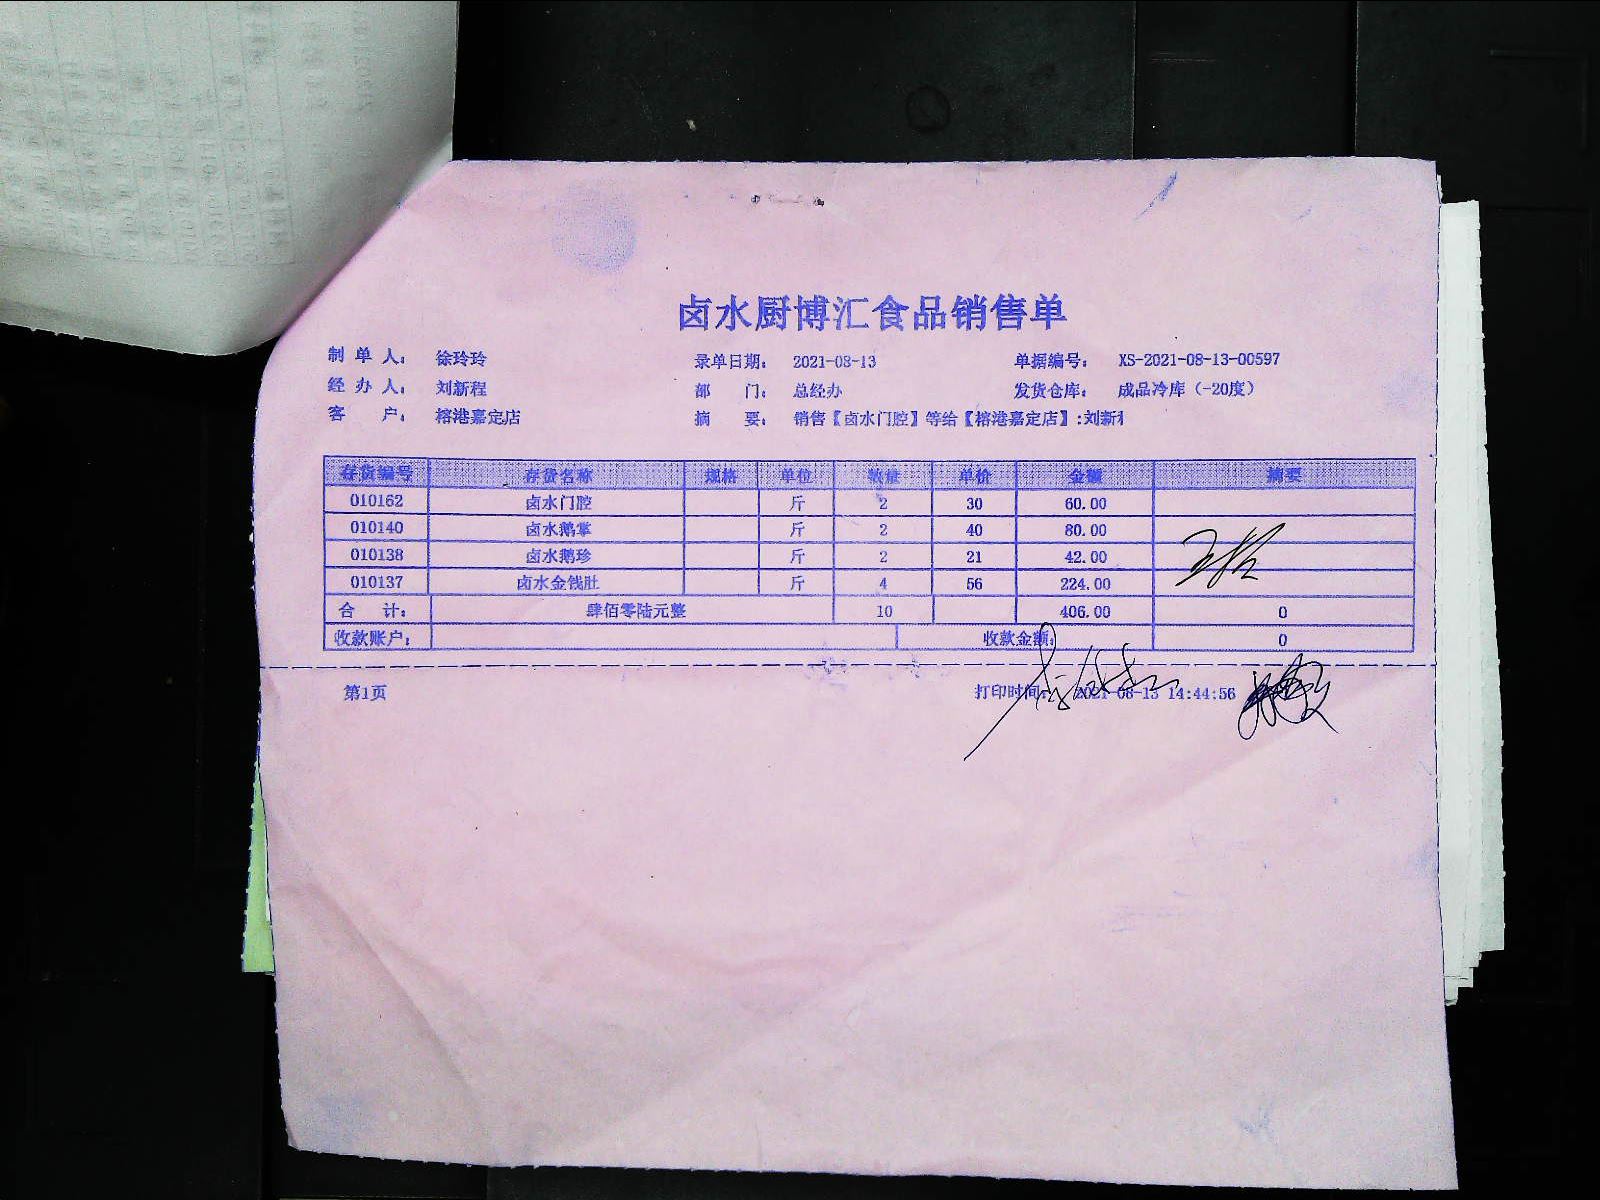 卤水厨博汇食品销售单
制 单 人: 徐玲玲 录单日期: 2021-08-13 单据编号: XS-2021-08-13-00597
经 办 人: 刘新程 部 门: 总经办 发货仓库: 成品冷库 (-20度)
客 户: 榕港嘉定店 摘 要: 销售【卤水门腔】等给【榕港嘉定店】:刘新
存货编号 存货名称 规格 单位 数量 单价 金额 摘要
010162 卤水门腔 斤 2 30 60.00
010140 卤水鹅掌 斤 2 40 80.00
010138 卤水鹅珍 斤 2 21 42.00
010137 卤水金钱肚 斤 4 56 224.00
合 计: 肆佰零陆元整 10 406.00 0
收款账户: 收款金额: 0
第1页 打印时间: 2021-08-13 14:44:56